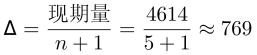 Δ = 现期量/(n + 1) = 4614/(5 + 1) ≈ 769